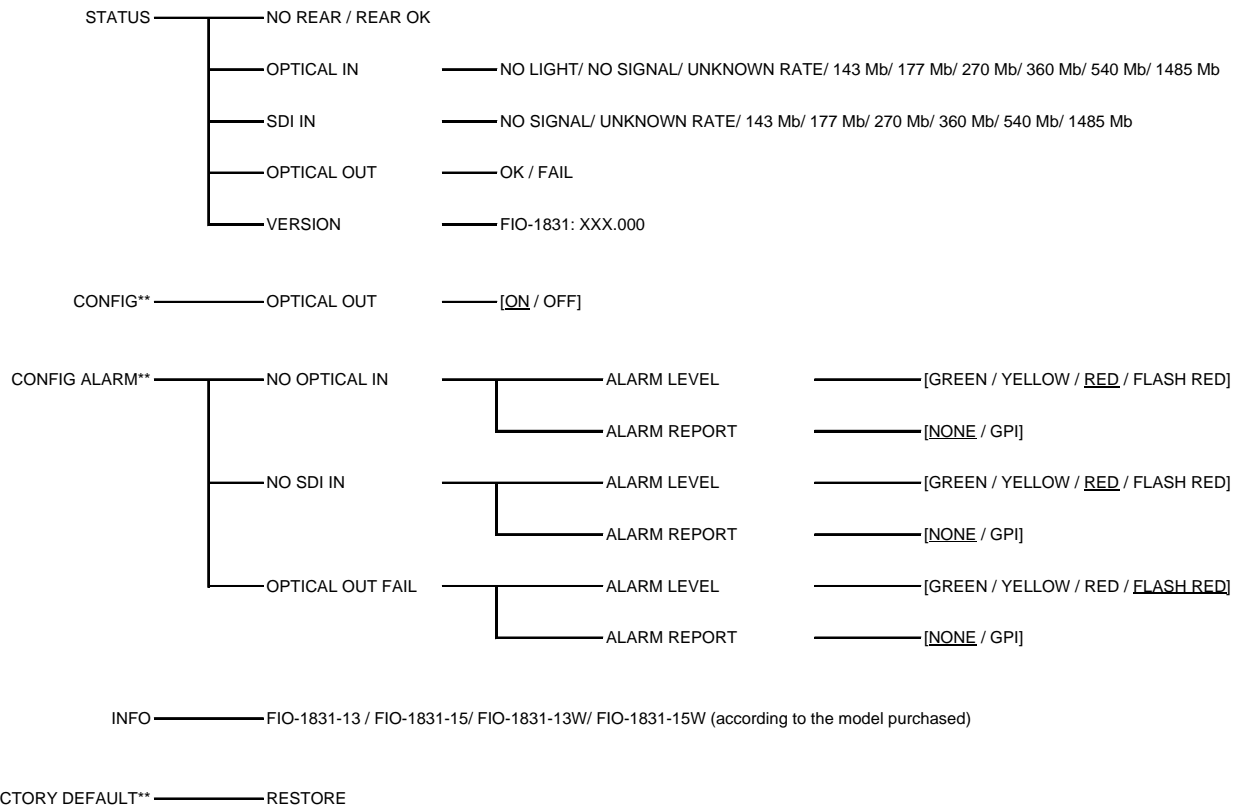 STATUS NO REAR / REAR OK
OPTICAL IN NO LIGHT/ NO SIGNAL/ UNKNOWN RATE/ 143 Mb/ 177 Mb/ 270 Mb/ 360 Mb/ 540 Mb/ 1485 Mb
SDI IN NO SIGNAL/ UNKNOWN RATE/ 143 Mb/ 177 Mb/ 270 Mb/ 360 Mb/ 540 Mb/ 1485 Mb
OPTICAL OUT OK / FAIL
VERSION FIO-1831: XXX.000
CONFIG** OPTICAL OUT [ON / OFF]
CONFIG ALARM** NO OPTICAL IN ALARM LEVEL [GREEN / YELLOW / RED / FLASH RED]
ALARM REPORT [NONE / GPI]
NO SDI IN ALARM LEVEL [GREEN / YELLOW / RED / FLASH RED]
ALARM REPORT [NONE / GPI]
OPTICAL OUT FAIL ALARM LEVEL [GREEN / YELLOW / RED / FLASH RED]
ALARM REPORT [NONE / GPI]
INFO FIO-1831-13 / FIO-1831-15/ FIO-1831-13W/ FIO-1831-15W (according to the model purchased)
CTORY DEFAULT** RESTORE